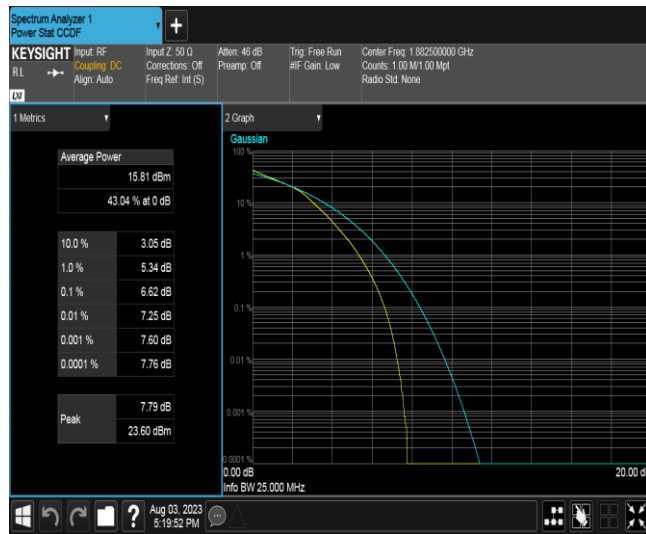 Spectrum Analyzer 1
Power Stat CCDF
+
KEYSIGHT
RL
LXI
Input: RF
Coupling: DC
Align: Auto
Input Z: 50 Ω
Corrections: Off
Freq Ref: Int (S)
Atten: 46 dB
Preamp: Off
Trig: Free Run
#IF Gain: Low
Center Freq: 1.882500000 GHz
Counts: 1.00 M/1.00 Mpt
Radio Std: None
1 Metrics
Average Power
15.81 dBm
43.04 % at 0 dB
10.0 % 3.05 dB
1.0 % 5.34 dB
0.1 % 6.62 dB
0.01 % 7.25 dB
0.001 % 7.60 dB
0.0001 % 7.76 dB
Peak
7.79 dB
23.60 dBm
2 Graph
Gaussian
100 %
10 %
1 %
0.1 %
0.01 %
0.001 %
0.0001 %
0.00 dB
20.00 d
Info BW 25.000 MHz
?
Aug 03, 2023
5:19:52 PM